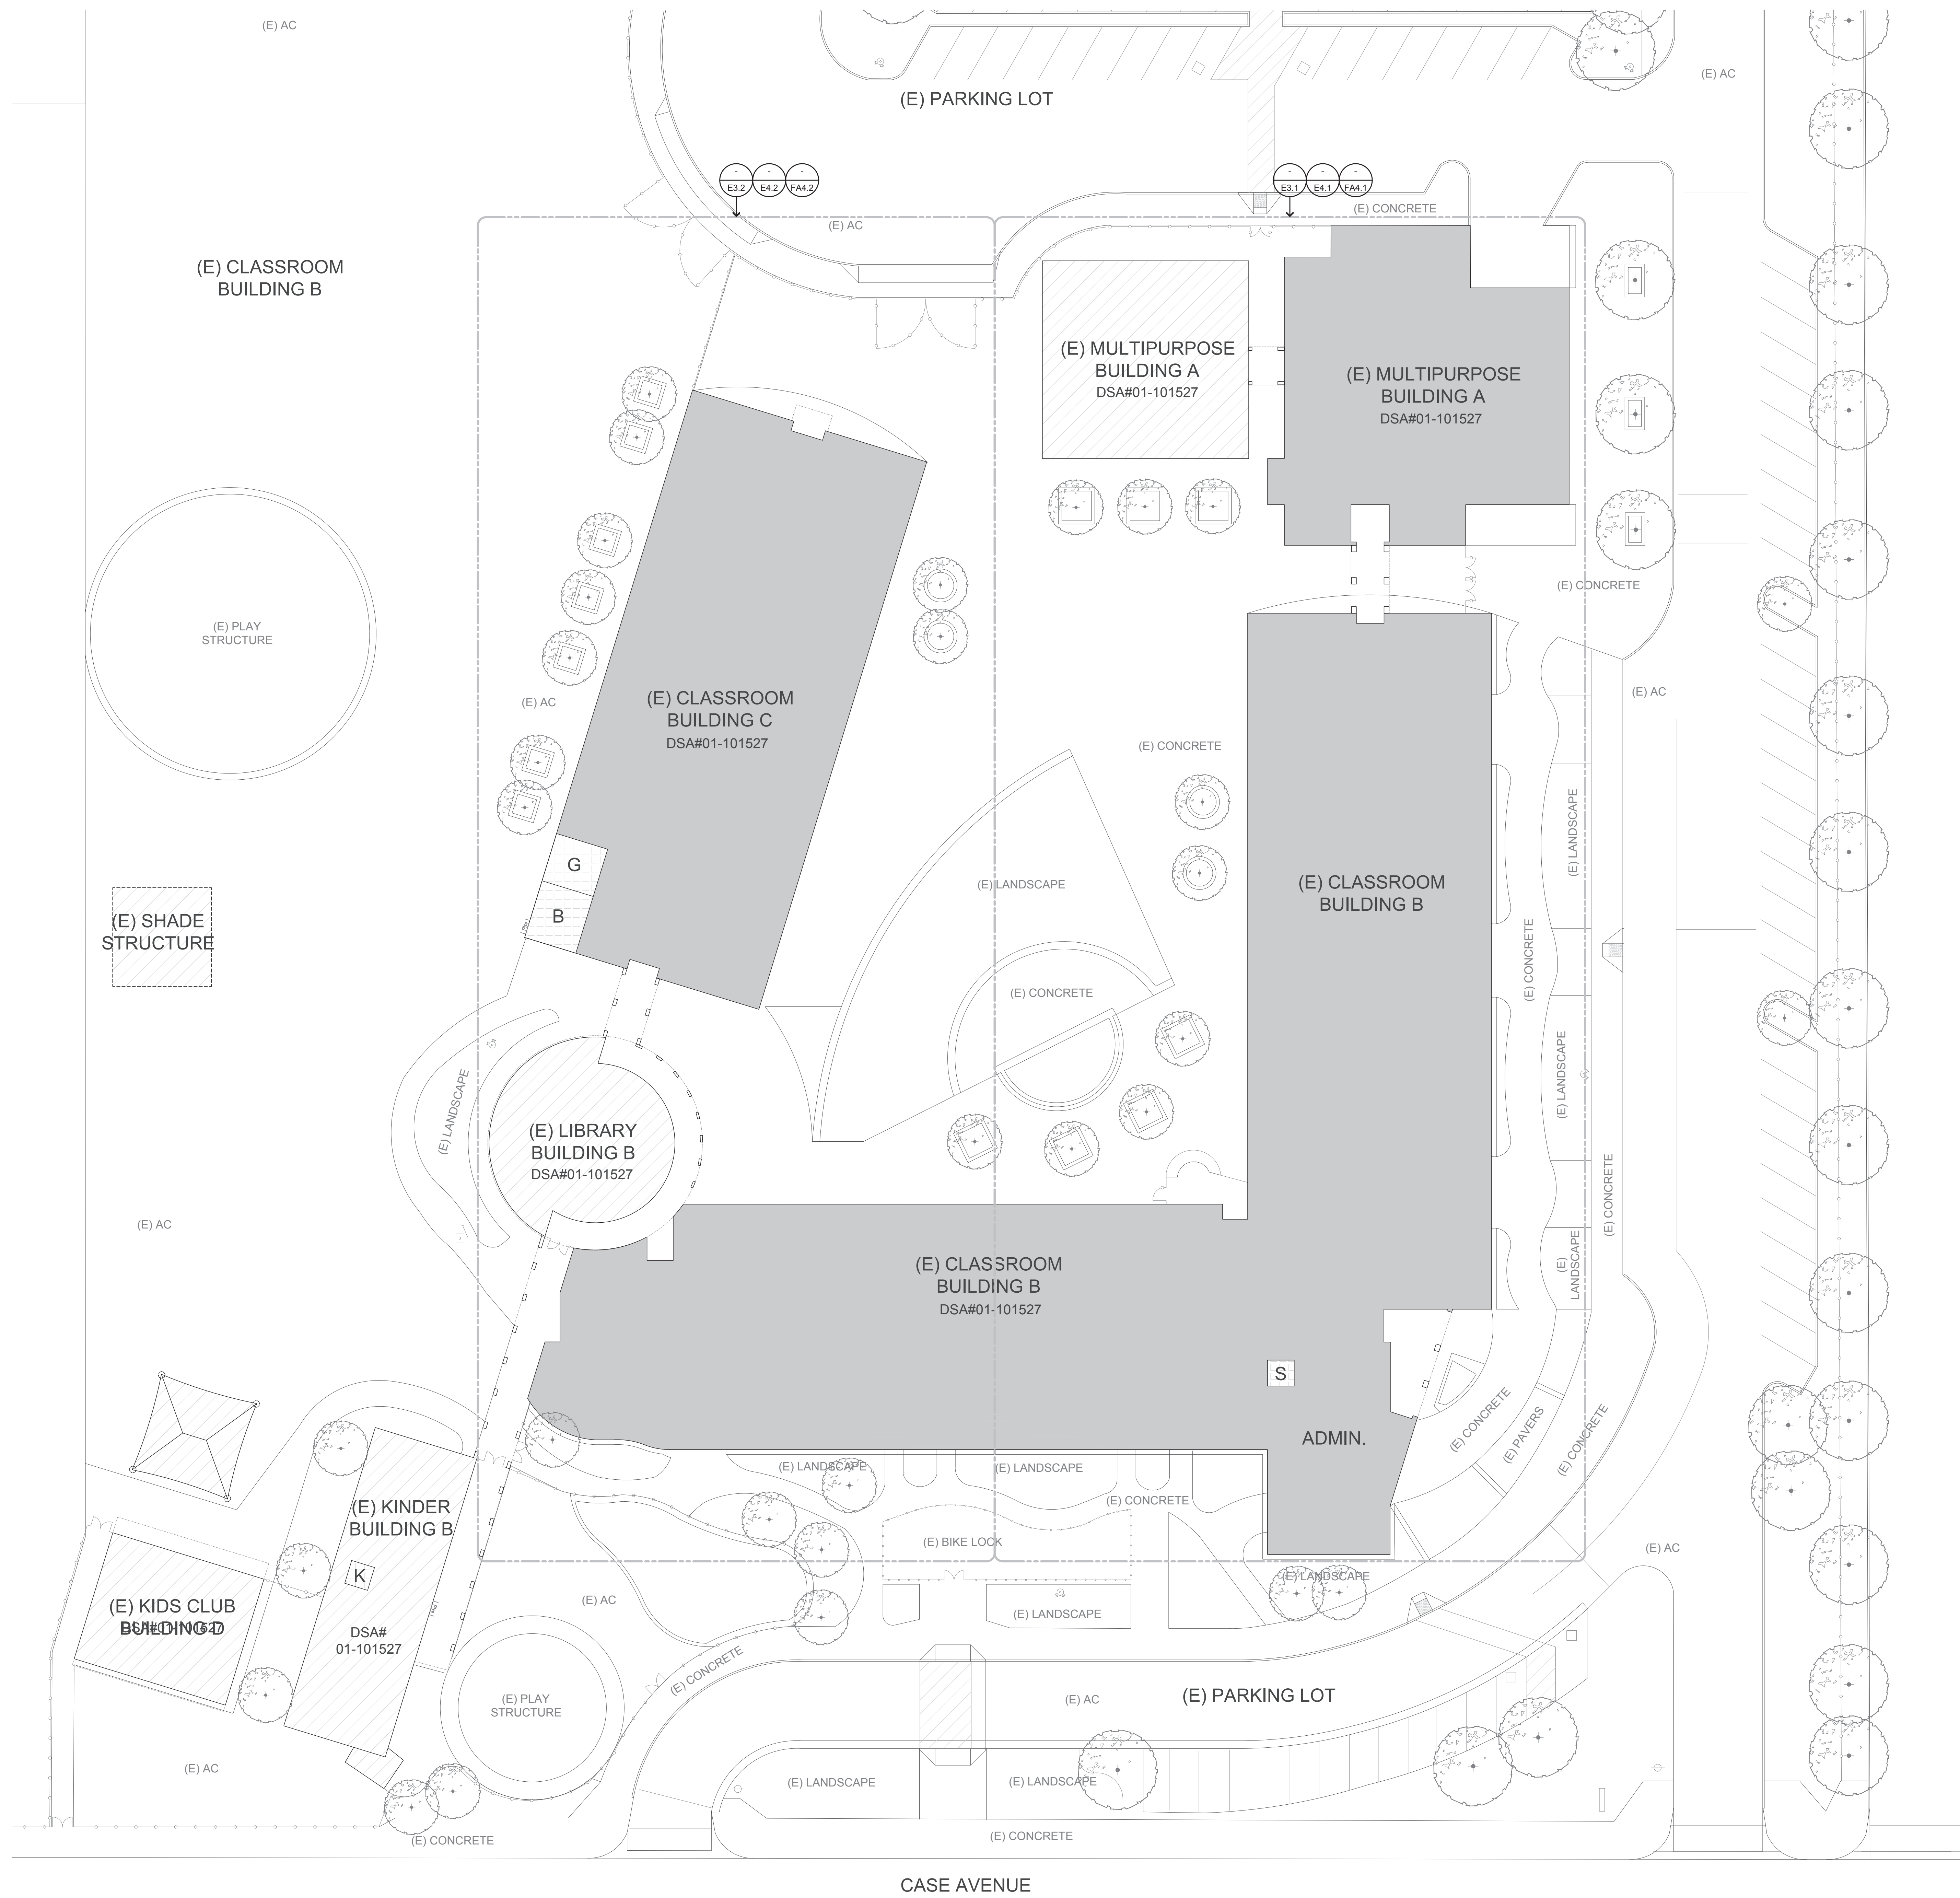 (E) AC
(E) AC
(E) PARKING LOT
-
E3.2
-
E4.2
-
FA4.2
-
E3.1
-
E4.1
-
FA4.1
(E) CONCRETE
(E) AC
(E) CLASSROOM
BUILDING B
(E) MULTIPURPOSE
BUILDING A
DSA#01-101527
(E) MULTIPURPOSE
BUILDING A
DSA#01-101527
(E) CONCRETE
(E) PLAY
STRUCTURE
(E) AC
(E) CLASSROOM
BUILDING C
DSA#01-101527
(E) AC
(E) CONCRETE
(E) LANDSCAPE
G
B
(E) SHADE
STRUCTURE
(E) LANDSCAPE
(E) CLASSROOM
BUILDING B
(E) CONCRETE
(E) CONCRETE
(E) LANDSCAPE
(E) LANDSCAPE
(E) LIBRARY
BUILDING B
DSA#01-101527
(E) CONCRETE
(E) AC
(E) CLASSROOM
BUILDING B
DSA#01-101527
(E)
LANDSCAPE
S
ADMIN.
(E) CONCRETE
(E) PAVERS
(E) CONCRETE
(E) LANDSCAPE
(E) LANDSCAPE
(E) CONCRETE
(E) KINDER
BUILDING B
K
DSA#
01-101527
(E) BIKE LOCK
(E) AC
(E) LANDSCAPE
(E) AC
(E) LANDSCAPE
(E) KIDS CLUB
BUILDING D
DSA#01-101527
(E) CONCRETE
(E) PLAY
STRUCTURE
(E) AC
(E) PARKING LOT
(E) AC
(E) LANDSCAPE
(E) LANDSCAPE
(E) CONCRETE
(E) CONCRETE
CASE AVENUE